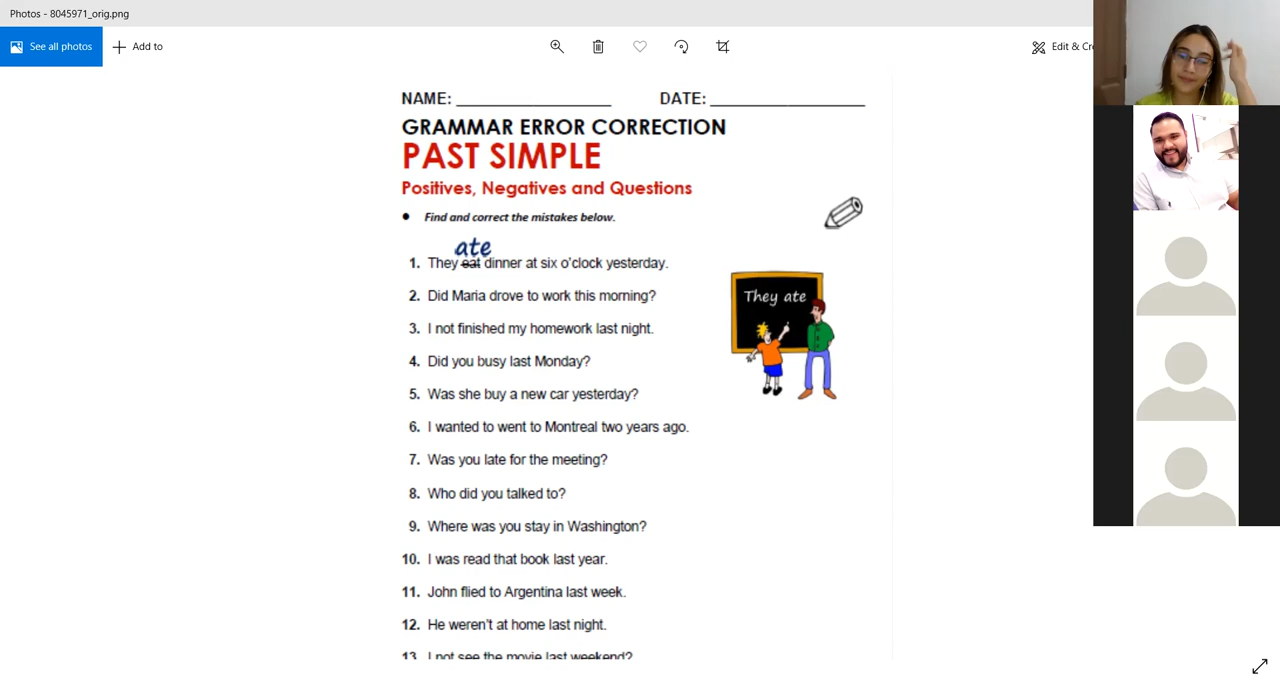 Photos - 8045971_orig.png
See all photos
Add to
Edit &
NAME: ________________ DATE: ________________
GRAMMAR ERROR CORRECTION
PAST SIMPLE
Positives, Negatives and Questions
● Find and correct the mistakes below.
ate
1. They eat dinner at six o'clock yesterday.
They ate
2. Did Maria drove to work this morning?
3. I not finished my homework last night.
4. Did you busy last Monday?
5. Was she buy a new car yesterday?
6. I wanted to went to Montreal two years ago.
7. Was you late for the meeting?
8. Who did you talked to?
9. Where was you stay in Washington?
10. I was read that book last year.
11. John flied to Argentina last week.
12. He weren't at home last night.
13. I not see the movie last weekend?